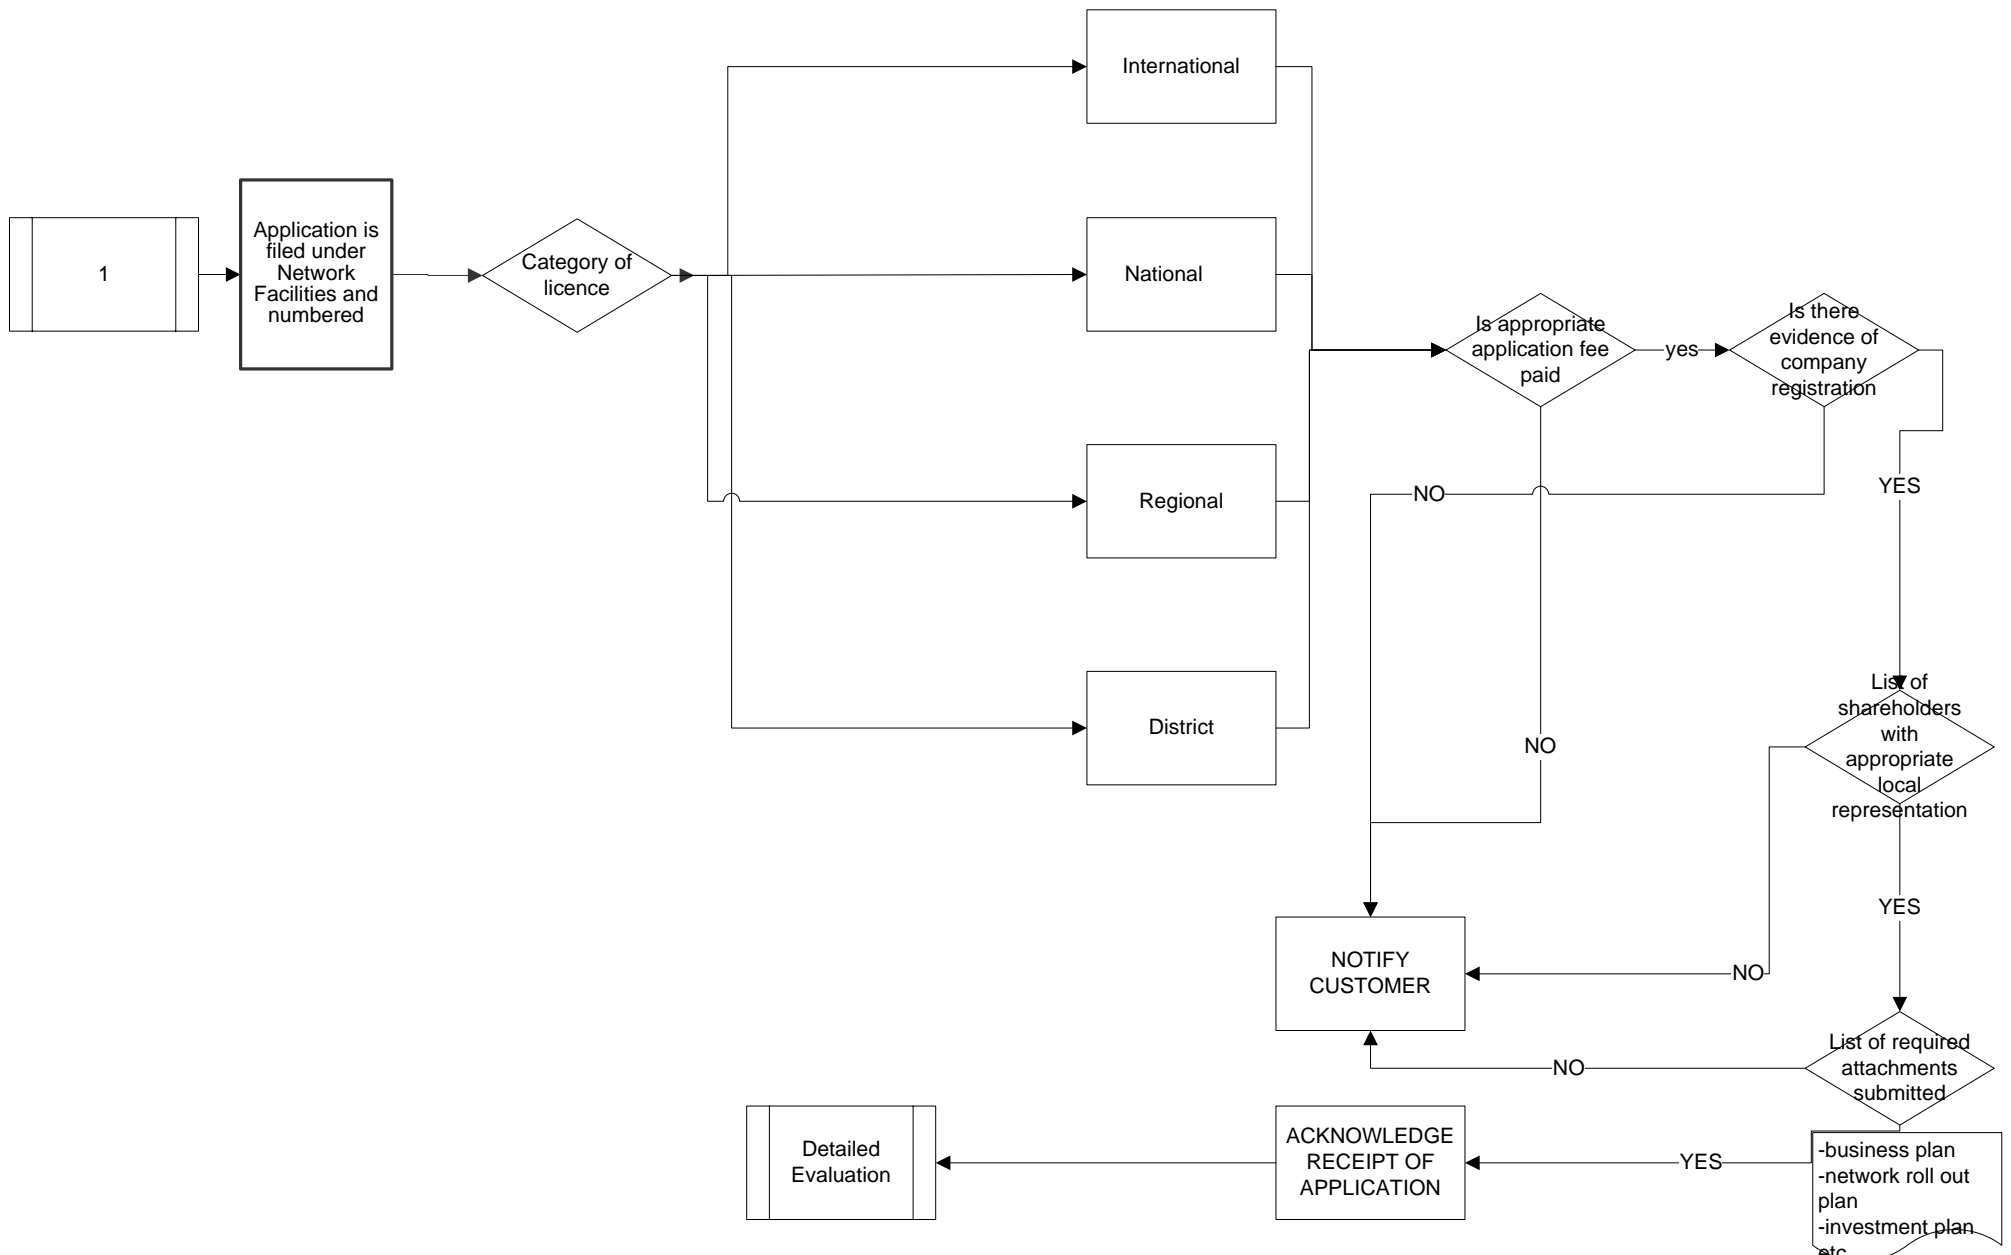 International
Application is
filed under
Network
Facilities and
numbered
1
Category of
licence
National
Is appropriate
application fee
paid
yes
Is there
evidence of
company
registration
NO
YES
Regional
List of
shareholders
with
appropriate
local
representation
District
NO
YES
NOTIFY
CUSTOMER
NO
List of required
attachments
submitted
NO
Detailed
Evaluation
ACKNOWLEDGE
RECEIPT OF
APPLICATION
YES
-business plan
-network roll out
plan
-investment plan
etc